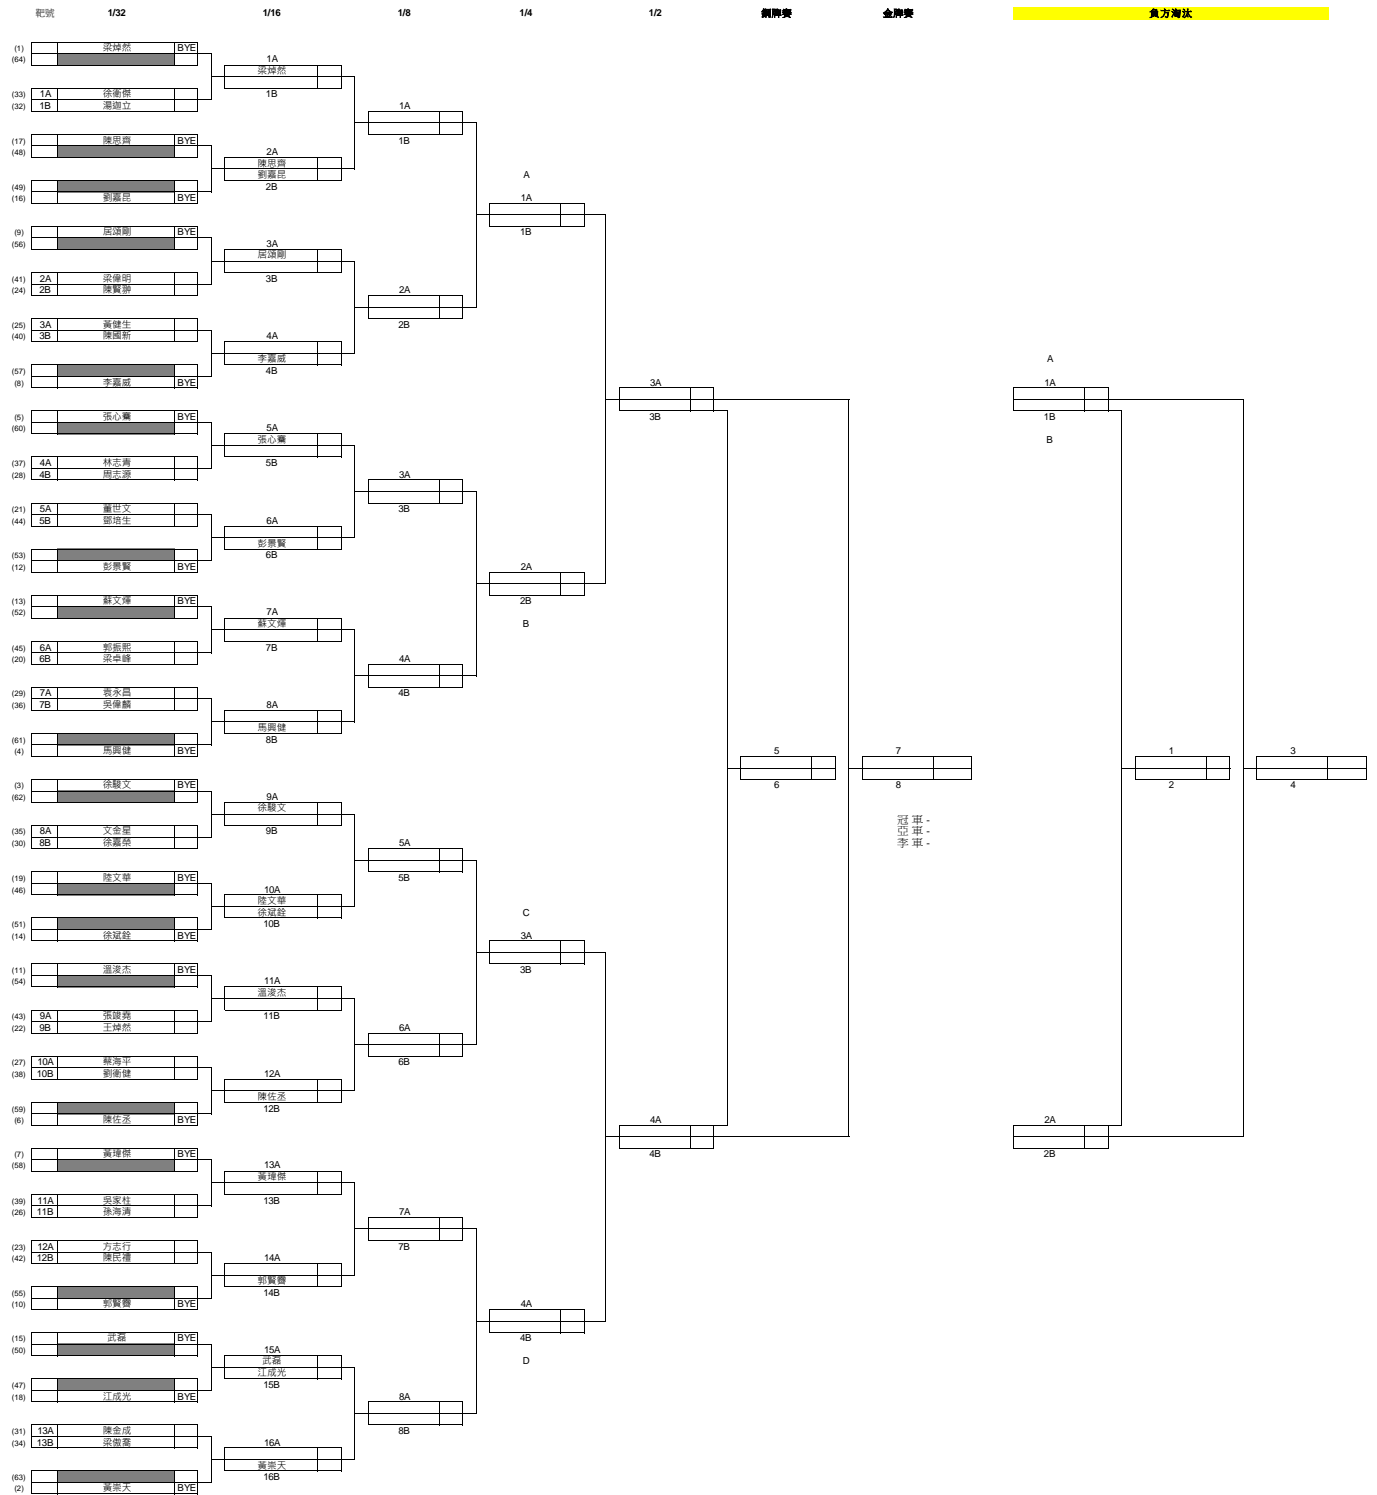 靶號 1/32 1/16 1/8 1/4 1/2 銅牌賽 金牌賽 負方淘汰
(1) 梁焯然 BYE
(64)
1A
梁焯然
1B
(33) 1A 徐衞傑
(32) 1B 湯迦立
1A
1B
(17) 陳思齊 BYE
(48)
2A
陳思齊
劉嘉昆
2B
(49)
(16) 劉嘉昆 BYE
A
1A
1B
(9) 居頌剛 BYE
(56)
3A
居頌剛
3B
(41) 2A 梁偉明
(24) 2B 陳賢翀
2A
2B
(25) 3A 黃健生
(40) 3B 陳國新
4A
李嘉威
4B
(57)
(8) 李嘉威 BYE
3A
3B
A
1A
1B
B
(5) 張心騫 BYE
(60)
5A
張心騫
5B
(37) 4A 林志青
(28) 4B 周志源
3A
3B
(21) 5A 董世文
(44) 5B 鄧培生
6A
彭景賢
6B
(53)
(12) 彭景賢 BYE
2A
2B
B
(13) 蘇文煇 BYE
(52)
7A
蘇文煇
7B
(45) 6A 郭振熙
(20) 6B 梁卓峰
4A
4B
(29) 7A 袁永昌
(36) 7B 吳偉麟
8A
馬興健
8B
(61)
(4) 馬興健 BYE
5 7 1 3
6 8 2 4
(3) 徐駿文 BYE
(62)
9A
徐駿文
9B
冠 軍 -
亞 軍 -
季 軍 -
(35) 8A 文金星
(30) 8B 徐嘉榮
5A
5B
(19) 陸文華 BYE
(46)
10A
陸文華
徐斌銓
10B
(51)
(14) 徐斌銓 BYE
C
3A
3B
(11) 溫浚杰 BYE
(54)
11A
溫浚杰
11B
(43) 9A 張竣堯
(22) 9B 王焯然
6A
6B
(27) 10A 蔡海平
(38) 10B 劉衞健
12A
陳佐丞
12B
(59)
(6) 陳佐丞 BYE
4A 2A
4B 2B
(7) 黃瑋傑 BYE
(58)
13A
黃瑋傑
13B
(39) 11A 吳家柱
(26) 11B 孫海清
7A
7B
(23) 12A 方志行
(42) 12B 陳民禮
14A
14B
(55)
(10) BYE
4A
4B
D
(15) 武磊 BYE
(50)
15A
武磊
江成光
15B
(47)
(18) 江成光 BYE
8A
8B
(31) 13A 陳金成
(34) 13B 梁傲喬
16A
黃崇天
16B
(63)
(2) 黃崇天 BYE